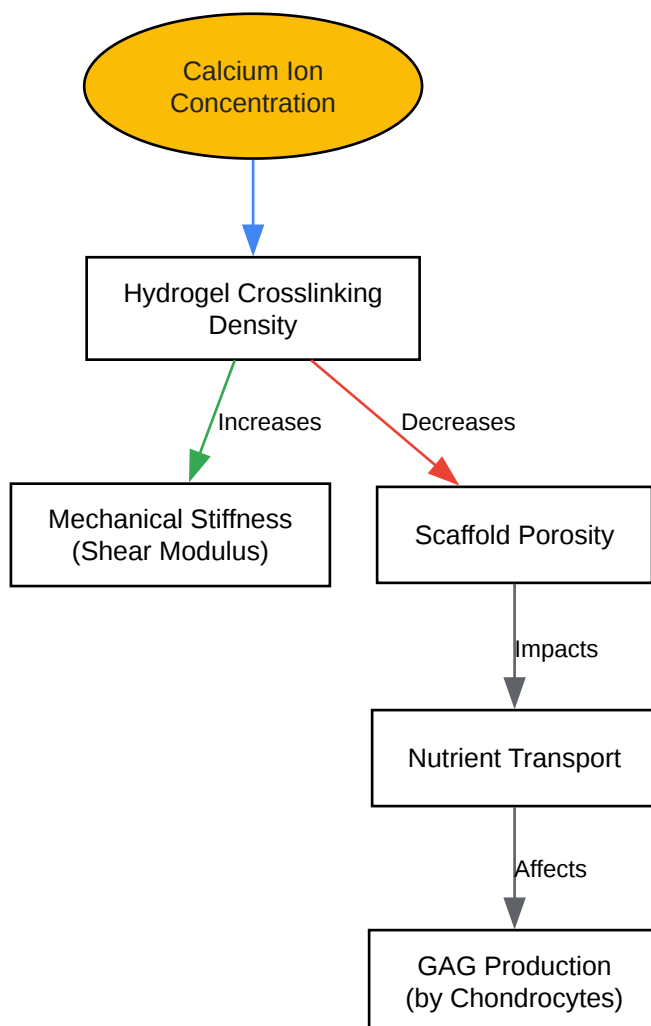 Calcium Ion
Concentration
Hydrogel Crosslinking
Density
Increases
Decreases
Mechanical Stiffness
(Shear Modulus)
Scaffold Porosity
Impacts
Nutrient Transport
Affects
GAG Production
(by Chondrocytes)